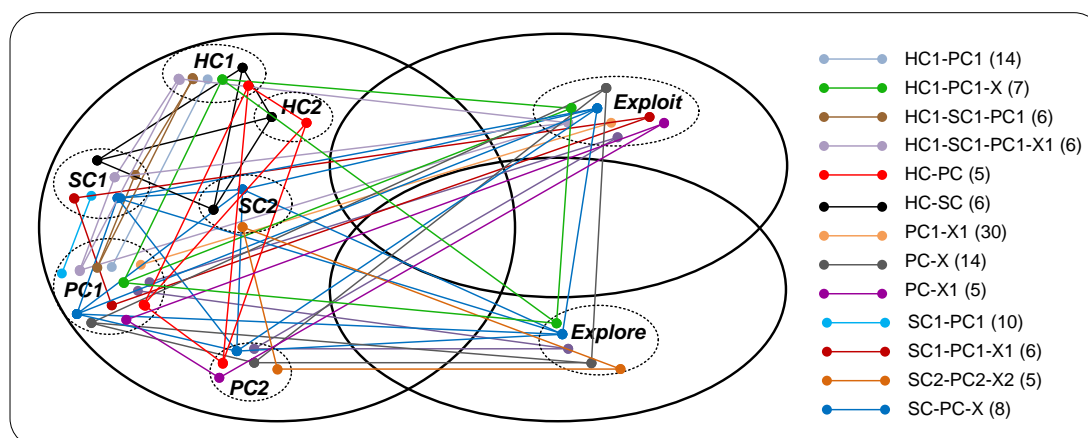 HC1
HC2
SC1
SC2
PC1
PC2
Exploit
Explore
HC1-PC1 (14)
HC1-PC1-X (7)
HC1-SC1-PC1 (6)
HC1-SC1-PC1-X1 (6)
HC-PC (5)
HC-SC (6)
PC1-X1 (30)
PC-X (14)
PC-X1 (5)
SC1-PC1 (10)
SC1-PC1-X1 (6)
SC2-PC2-X2 (5)
SC-PC-X (8)